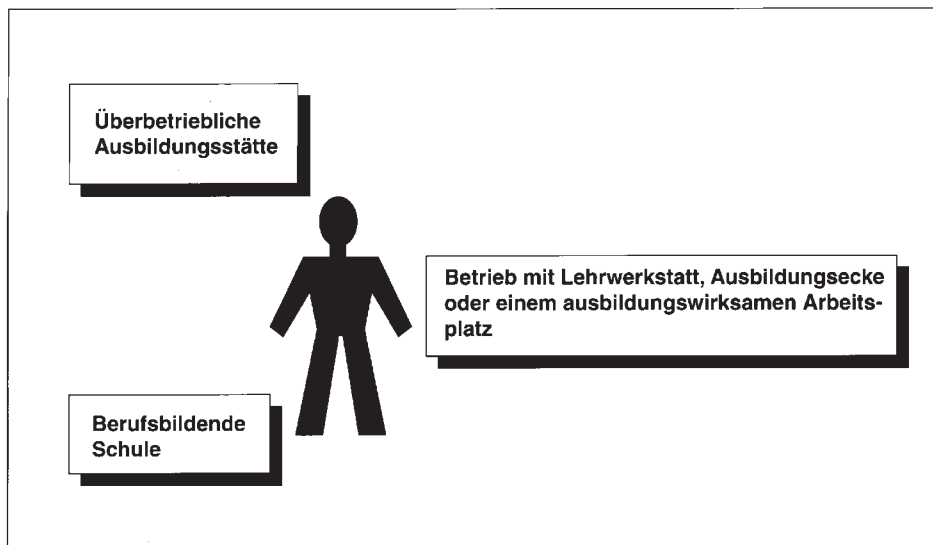 Überbetriebliche
Ausbildungsstätte
Betrieb mit Lehrwerkstatt, Ausbildungsecke
oder einem ausbildungswirksamen Arbeits-
platz
Berufsbildende
Schule